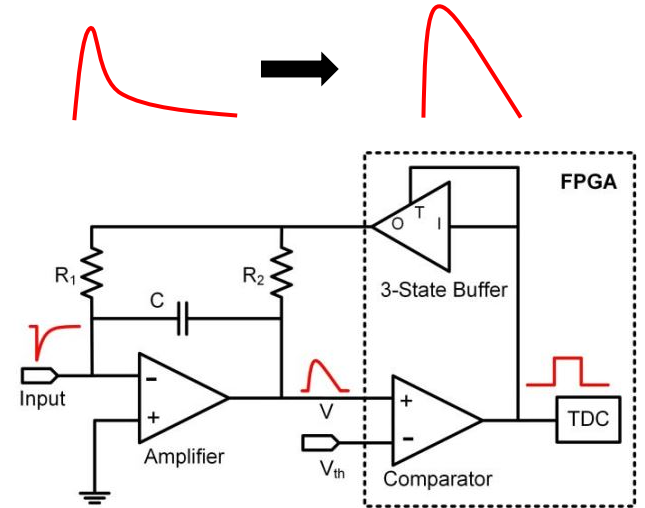 FPGA
T
O
I
3-State Buffer
R1
R2
C
Input
-
+
Amplifier
V
Vth
+
-
Comparator
TDC